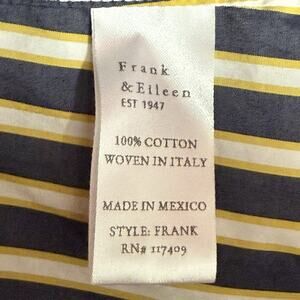 Frank
& Eileen
EST 1947
100% COTTON
WOVEN IN ITALY
MADE IN MEXICO
STYLE: FRANK
RN# 117409